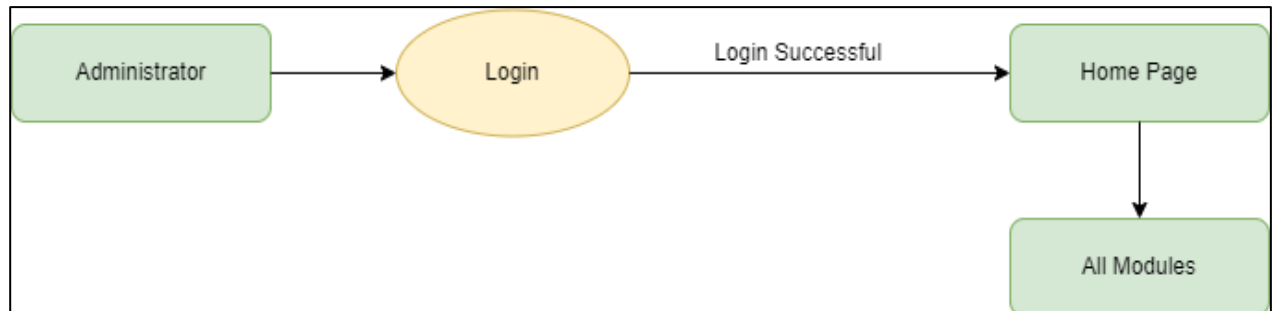 Administrator
Login
Login Successful
Home Page
All Modules